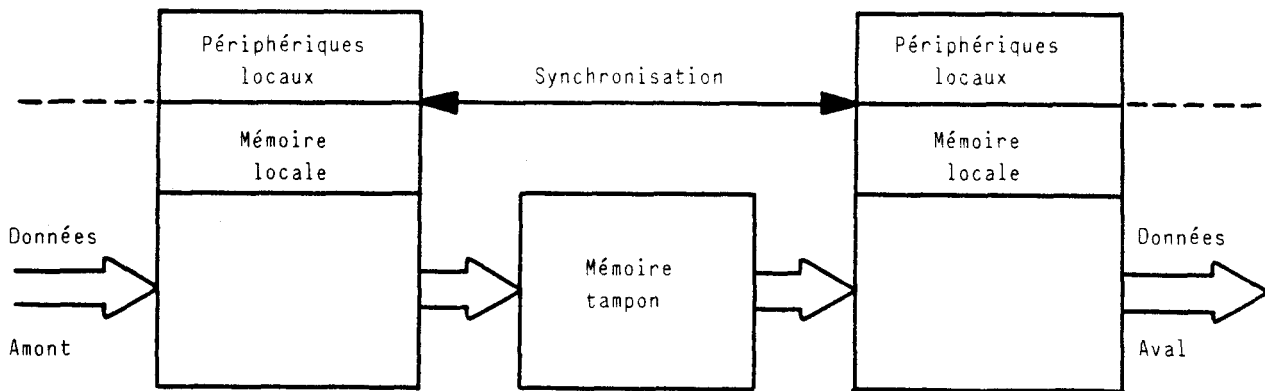 Périphériques
locaux
Synchronisation
Périphériques
locaux
Mémoire
locale
Mémoire
locale
Données
Amont
Mémoire
tampon
Données
Aval